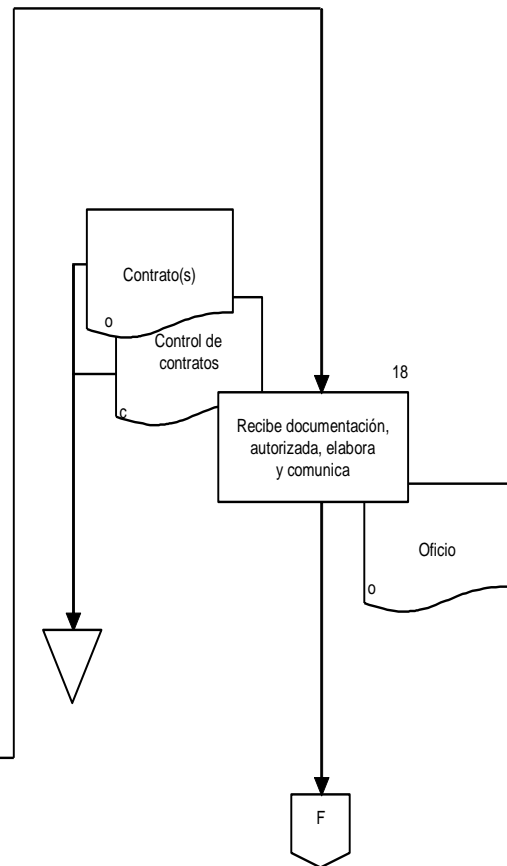 Contrato(s)
o
Control de
contratos
c
18
Recibe documentación,
autorizada, elabora
y comunica
Oficio
o
F